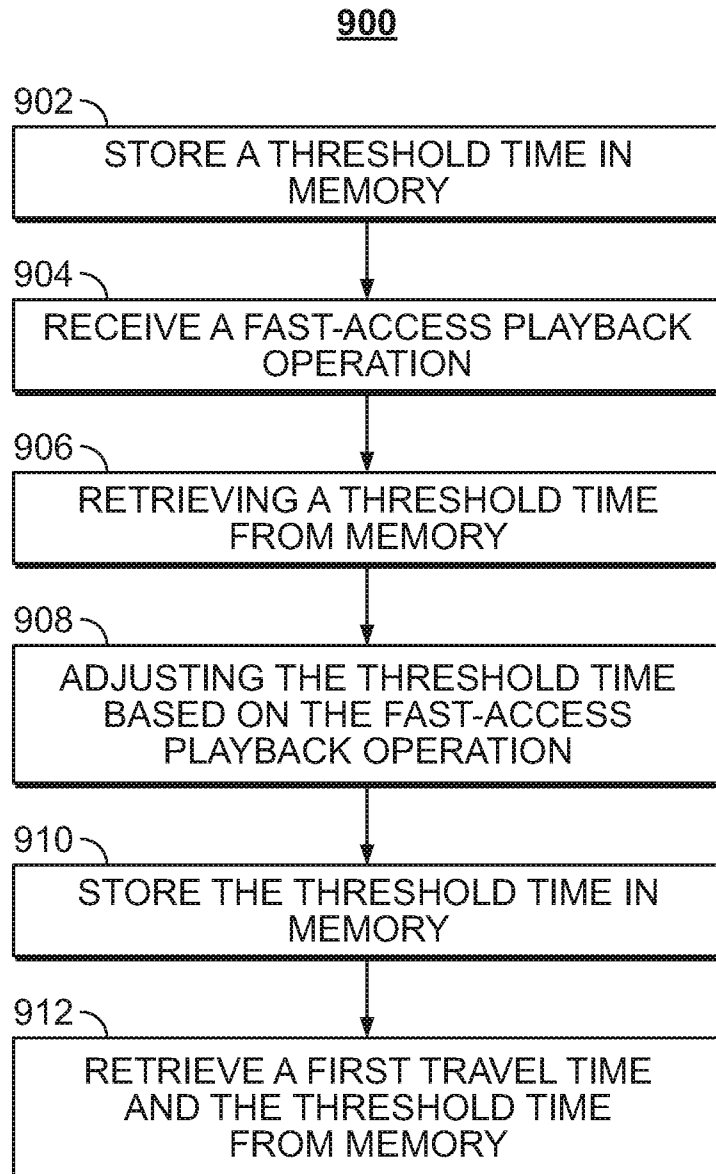 900
902
STORE A THRESHOLD TIME IN
MEMORY
904
RECEIVE A FAST-ACCESS PLAYBACK
OPERATION
906
RETRIEVING A THRESHOLD TIME
FROM MEMORY
908
ADJUSTING THE THRESHOLD TIME
BASED ON THE FAST-ACCESS
PLAYBACK OPERATION
910
STORE THE THRESHOLD TIME IN
MEMORY
912
RETRIEVE A FIRST TRAVEL TIME
AND THE THRESHOLD TIME
FROM MEMORY